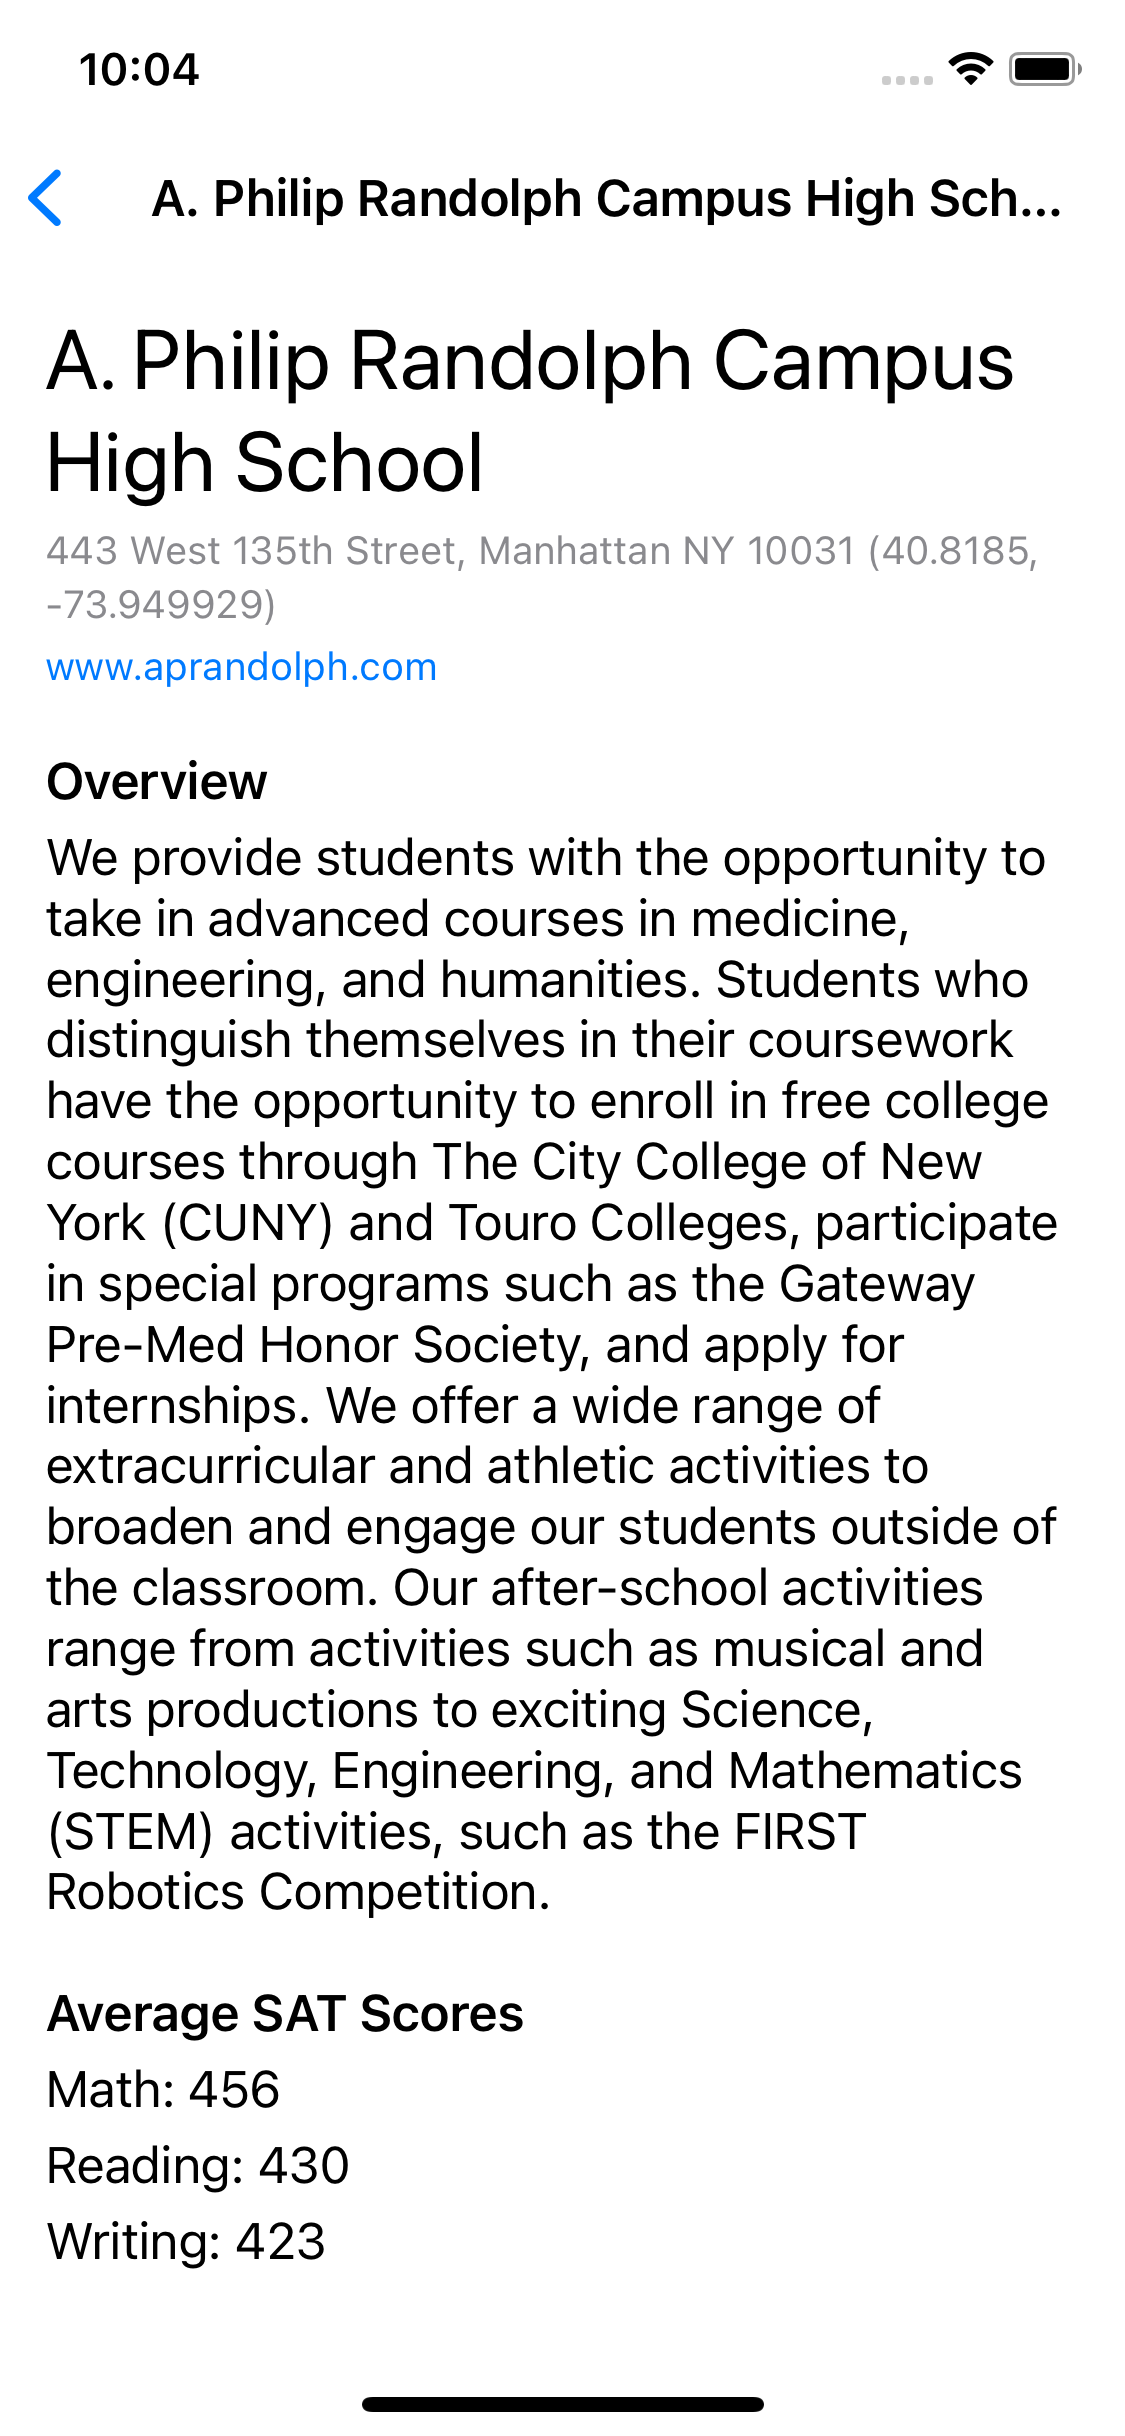 10:04
A. Philip Randolph Campus High Sch...
A. Philip Randolph Campus
High School
443 West 135th Street, Manhattan NY 10031 (40.8185,
-73.949929)
www.aprandolph.com
Overview
We provide students with the opportunity to
take in advanced courses in medicine,
engineering, and humanities. Students who
distinguish themselves in their coursework
have the opportunity to enroll in free college
courses through The City College of New
York (CUNY) and Touro Colleges, participate
in special programs such as the Gateway
Pre-Med Honor Society, and apply for
internships. We offer a wide range of
extracurricular and athletic activities to
broaden and engage our students outside of
the classroom. Our after-school activities
range from activities such as musical and
arts productions to exciting Science,
Technology, Engineering, and Mathematics
(STEM) activities, such as the FIRST
Robotics Competition.
Average SAT Scores
Math: 456
Reading: 430
Writing: 423